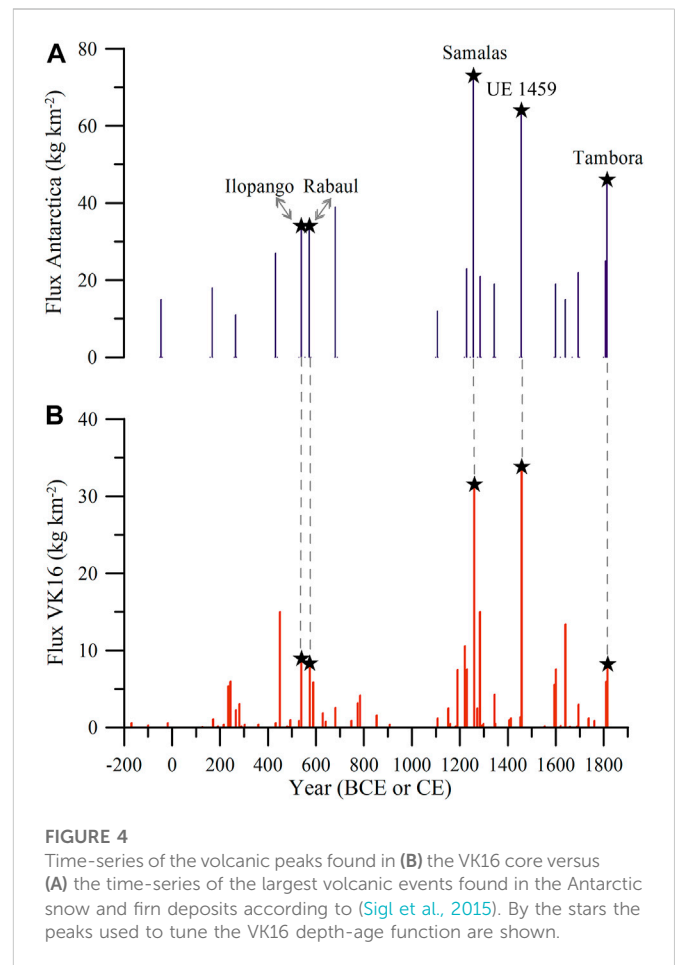 A
Flux Antarctica (kg km⁻²)
80
60
40
20
0
Samalas
UE 1459
Tambora
Ilopango Rabaul
B
Flux VK16 (kg km⁻²)
40
30
20
10
0
-200 0 200 400 600 800 1000 1200 1400 1600 1800
Year (BCE or CE)
FIGURE 4
Time-series of the volcanic peaks found in (B) the VK16 core versus
(A) the time-series of the largest volcanic events found in the Antarctic
snow and firn deposits according to (Sigl et al., 2015). By the stars the
peaks used to tune the VK16 depth-age function are shown.